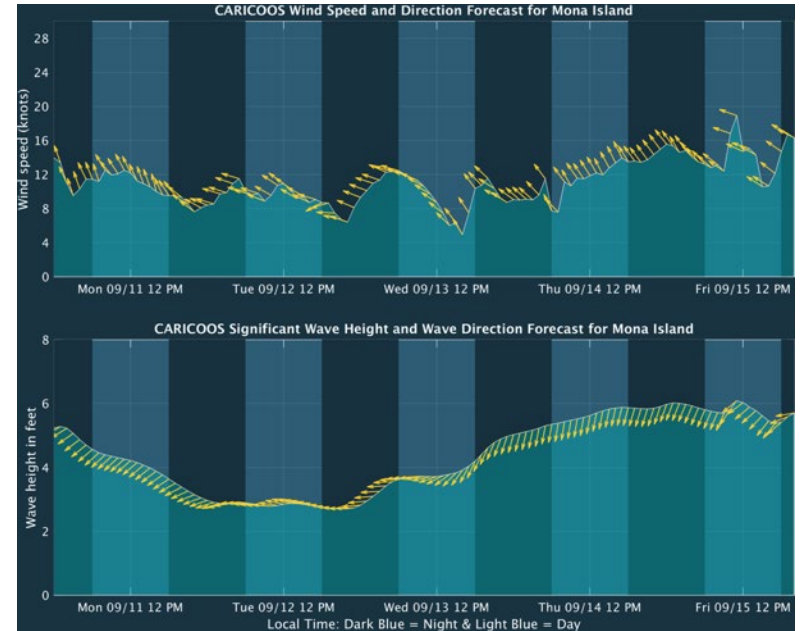 CARICOOS Wind Speed and Direction Forecast for Mona Island
Wind speed (knots)
28
24
20
16
12
8
4
0
Mon 09/11 12 PM Tue 09/12 12 PM Wed 09/13 12 PM Thu 09/14 12 PM Fri 09/15 12 PM
CARICOOS Significant Wave Height and Wave Direction Forecast for Mona Island
Wave height in feet
8
6
4
2
0
Mon 09/11 12 PM Tue 09/12 12 PM Wed 09/13 12 PM Thu 09/14 12 PM Fri 09/15 12 PM
Local Time: Dark Blue = Night & Light Blue = Day